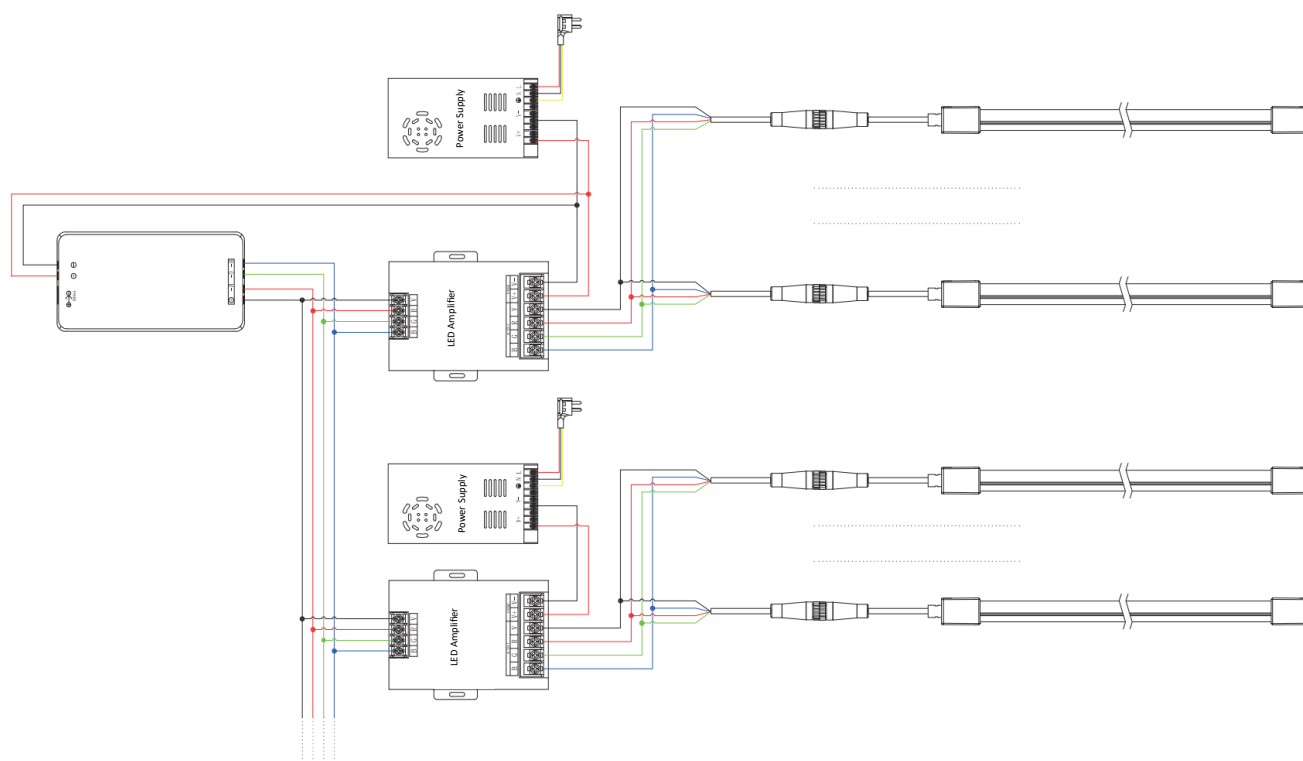 Power Supply
L
N
LED Amplifier
V-
V+
V
R
G
B
V
R
G
B
Power Supply
L
N
LED Amplifier
V-
V+
V
R
G
B
V
R
G
B